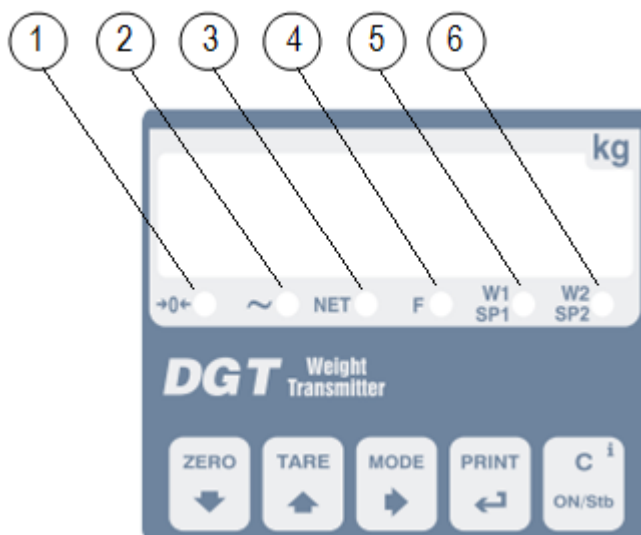 1 2 3 4 5 6
kg
→0← ~ NET F W1 SP1 W2 SP2
DGT Weight Transmitter
ZERO TARE MODE PRINT C i
ON/Stb